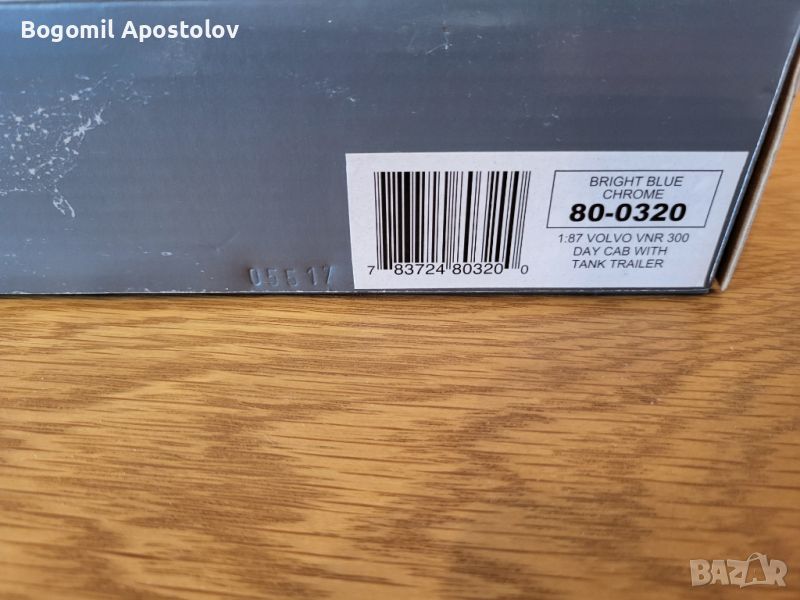 Bogomil Apostolov
BRIGHT BLUE
CHROME
80-0320
1:87 VOLVO VNR 300
DAY CAB WITH
TANK TRAILER
7 83724 80320 0
05517
BAZAR